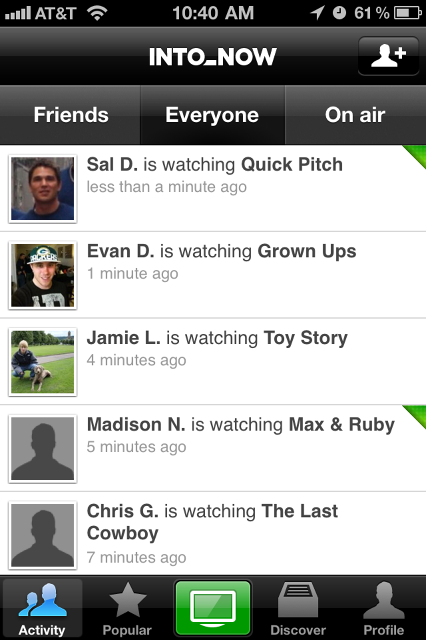 AT&T 10:40 AM 61%
INTO_NOW
Friends Everyone On air
Sal D. is watching Quick Pitch
less than a minute ago
Evan D. is watching Grown Ups
1 minute ago
Jamie L. is watching Toy Story
4 minutes ago
Madison N. is watching Max & Ruby
5 minutes ago
Chris G. is watching The Last
Cowboy
7 minutes ago
Activity Popular Discover Profile